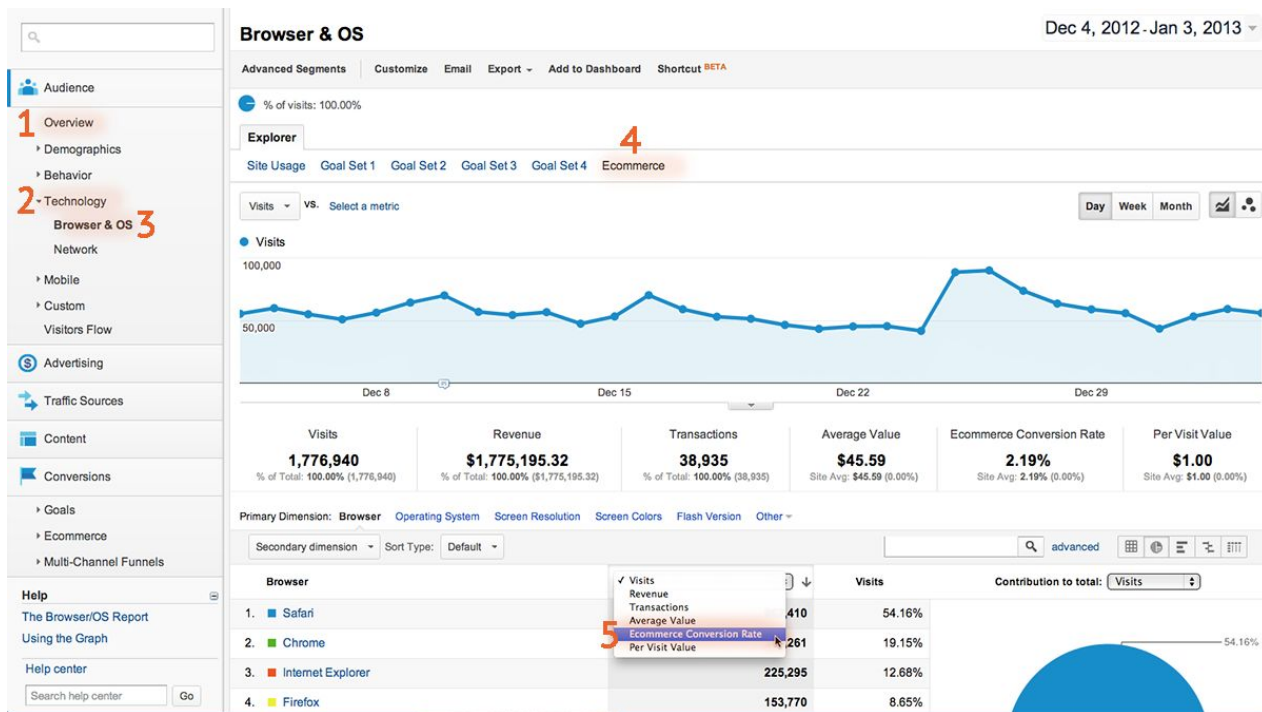 Browser & OS
Dec 4, 2012 - Jan 3, 2013
Advanced Segments Customize Email Export Add to Dashboard Shortcut BETA
% of visits: 100.00%
Explorer
4
Site Usage Goal Set 1 Goal Set 2 Goal Set 3 Goal Set 4 Ecommerce
Visits VS. Select a metric
Day Week Month
Visits
100,000
50,000
Dec 8 Dec 15 Dec 22 Dec 29
Audience
1 Overview
Demographics
Behavior
2 Technology
Browser & OS 3
Network
Mobile
Custom
Visitors Flow
Advertising
Traffic Sources
Content
Conversions
Goals
Ecommerce
Multi-Channel Funnels
Help
The Browser/OS Report
Using the Graph
Help center
Search help center Go
Visits Revenue Transactions Average Value Ecommerce Conversion Rate Per Visit Value
1,776,940 $1,775,195.32 38,935 $45.59 2.19% $1.00
% of Total: 100.00% (1,776,940) % of Total: 100.00% ($1,775,195.32) % of Total: 100.00% (38,935) Site Avg: $45.59 (0.00%) Site Avg: 2.19% (0.00%) Site Avg: $1.00 (0.00%)
Primary Dimension: Browser Operating System Screen Resolution Screen Colors Flash Version Other
Secondary dimension Sort Type: Default advanced
Browser Visits Contribution to total: Visits
✓ Visits
Revenue
Transactions
Average Value
5 Ecommerce Conversion Rate
Per Visit Value
1. Safari ,410 54.16%
2. Chrome ,261 19.15%
3. Internet Explorer 225,295 12.68%
4. Firefox 153,770 8.65%
54.16%